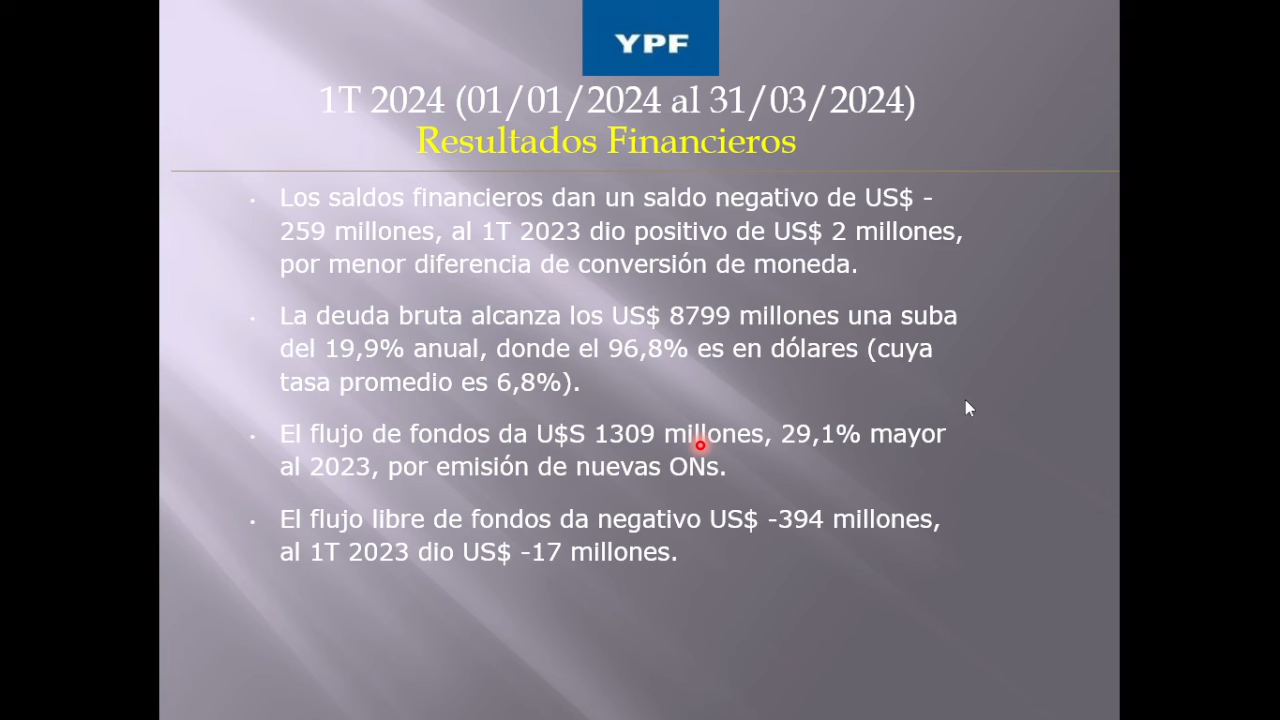 YPF
1T 2024 (01/01/2024 al 31/03/2024)
Resultados Financieros
• Los saldos financieros dan un saldo negativo de US$ -
259 millones, al 1T 2023 dio positivo de US$ 2 millones,
por menor diferencia de conversión de moneda.
• La deuda bruta alcanza los US$ 8799 millones una suba
del 19,9% anual, donde el 96,8% es en dólares (cuya
tasa promedio es 6,8%).
• El flujo de fondos da U$S 1309 millones, 29,1% mayor
al 2023, por emisión de nuevas ONs.
• El flujo libre de fondos da negativo US$ -394 millones,
al 1T 2023 dio US$ -17 millones.